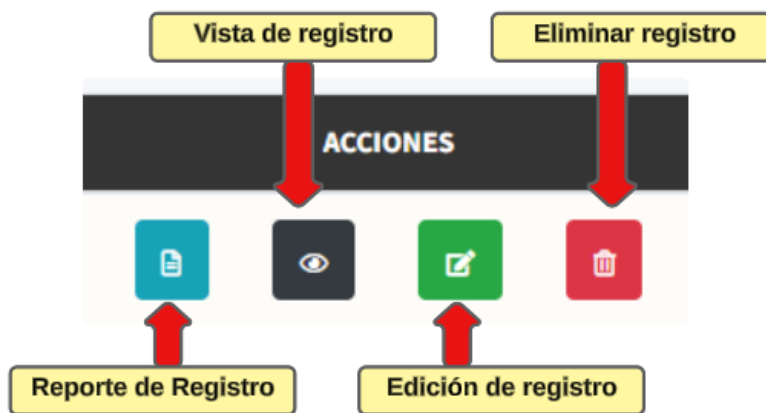 Vista de registro
Eliminar registro
ACCIONES
Reporte de Registro
Edición de registro